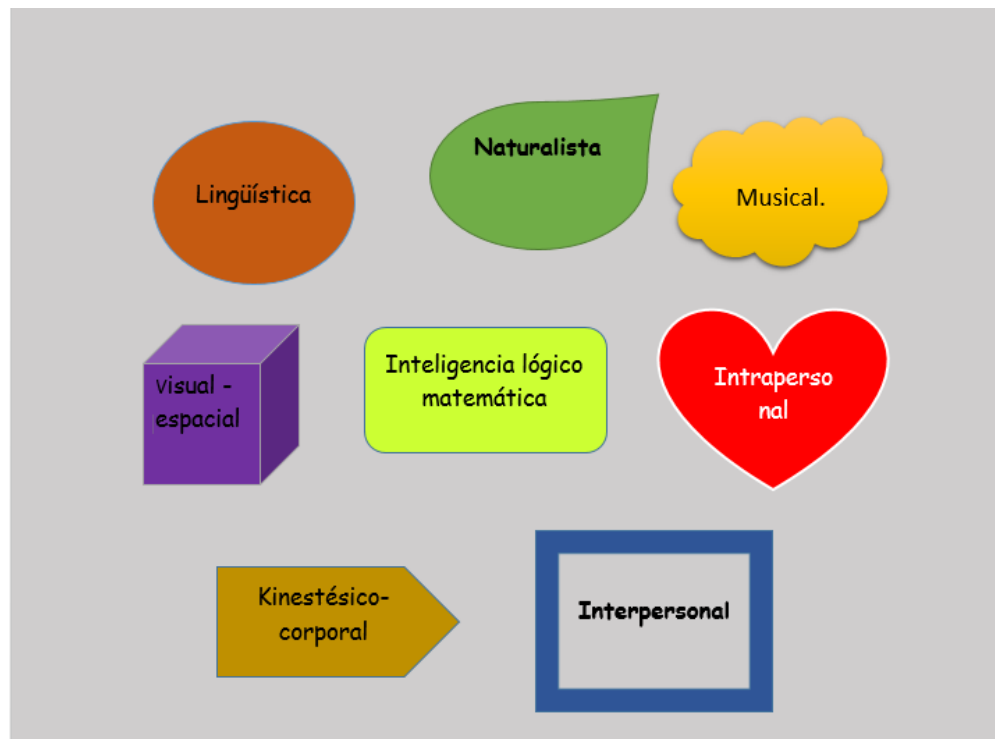 Lingüística
Naturalista
Musical.
Visual -
espacial
Inteligencia lógico
matemática
Intraperso
nal
Kinestésico-
corporal
Interpersonal